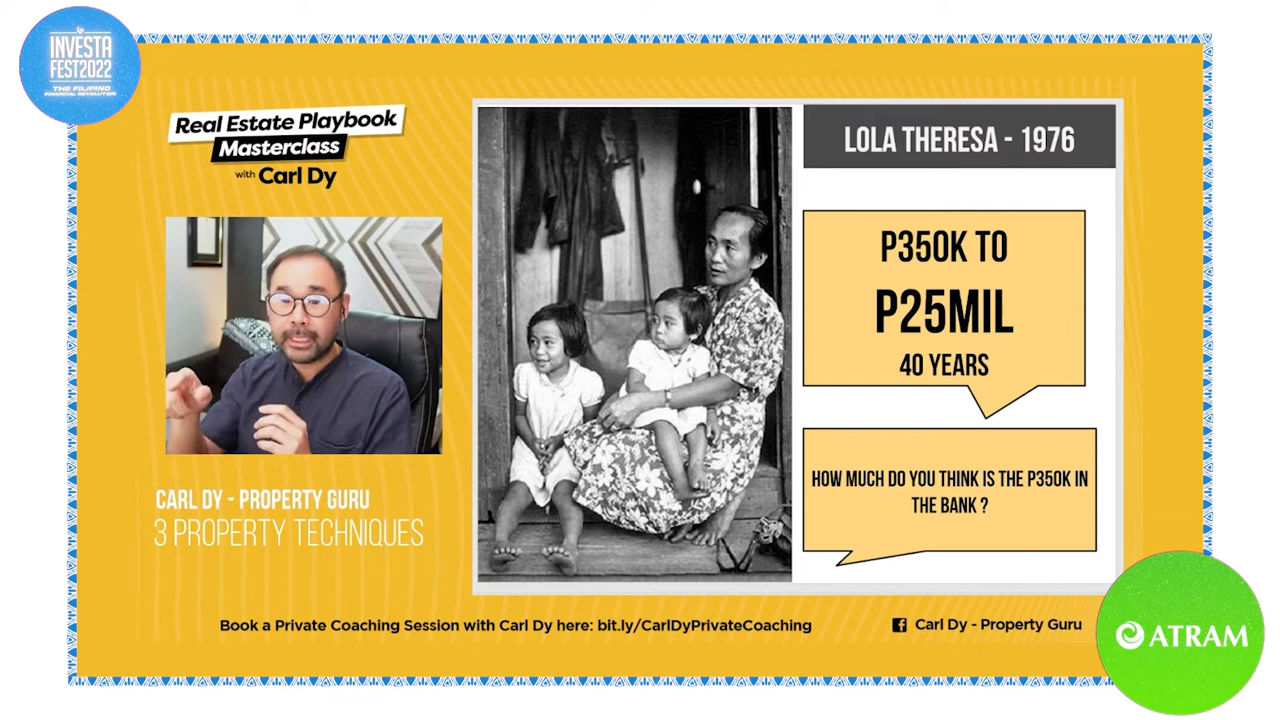 INVESTA
FEST2022
THE FILIPINO
FINANCIAL REVOLUTION
Real Estate Playbook
Masterclass
with Carl Dy
LOLA THERESA - 1976
P350K TO
P25MIL
40 YEARS
HOW MUCH DO YOU THINK IS THE P350K IN
THE BANK ?
CARL DY - PROPERTY GURU
3 PROPERTY TECHNIQUES
Book a Private Coaching Session with Carl Dy here: bit.ly/CarlDyPrivateCoaching
Carl Dy - Property Guru
ATRAM